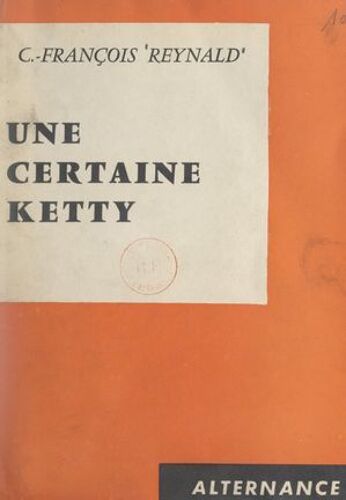 C.-FRANÇOIS 'REYNALD'
UNE
CERTAINE
KETTY
ALTERNANCE